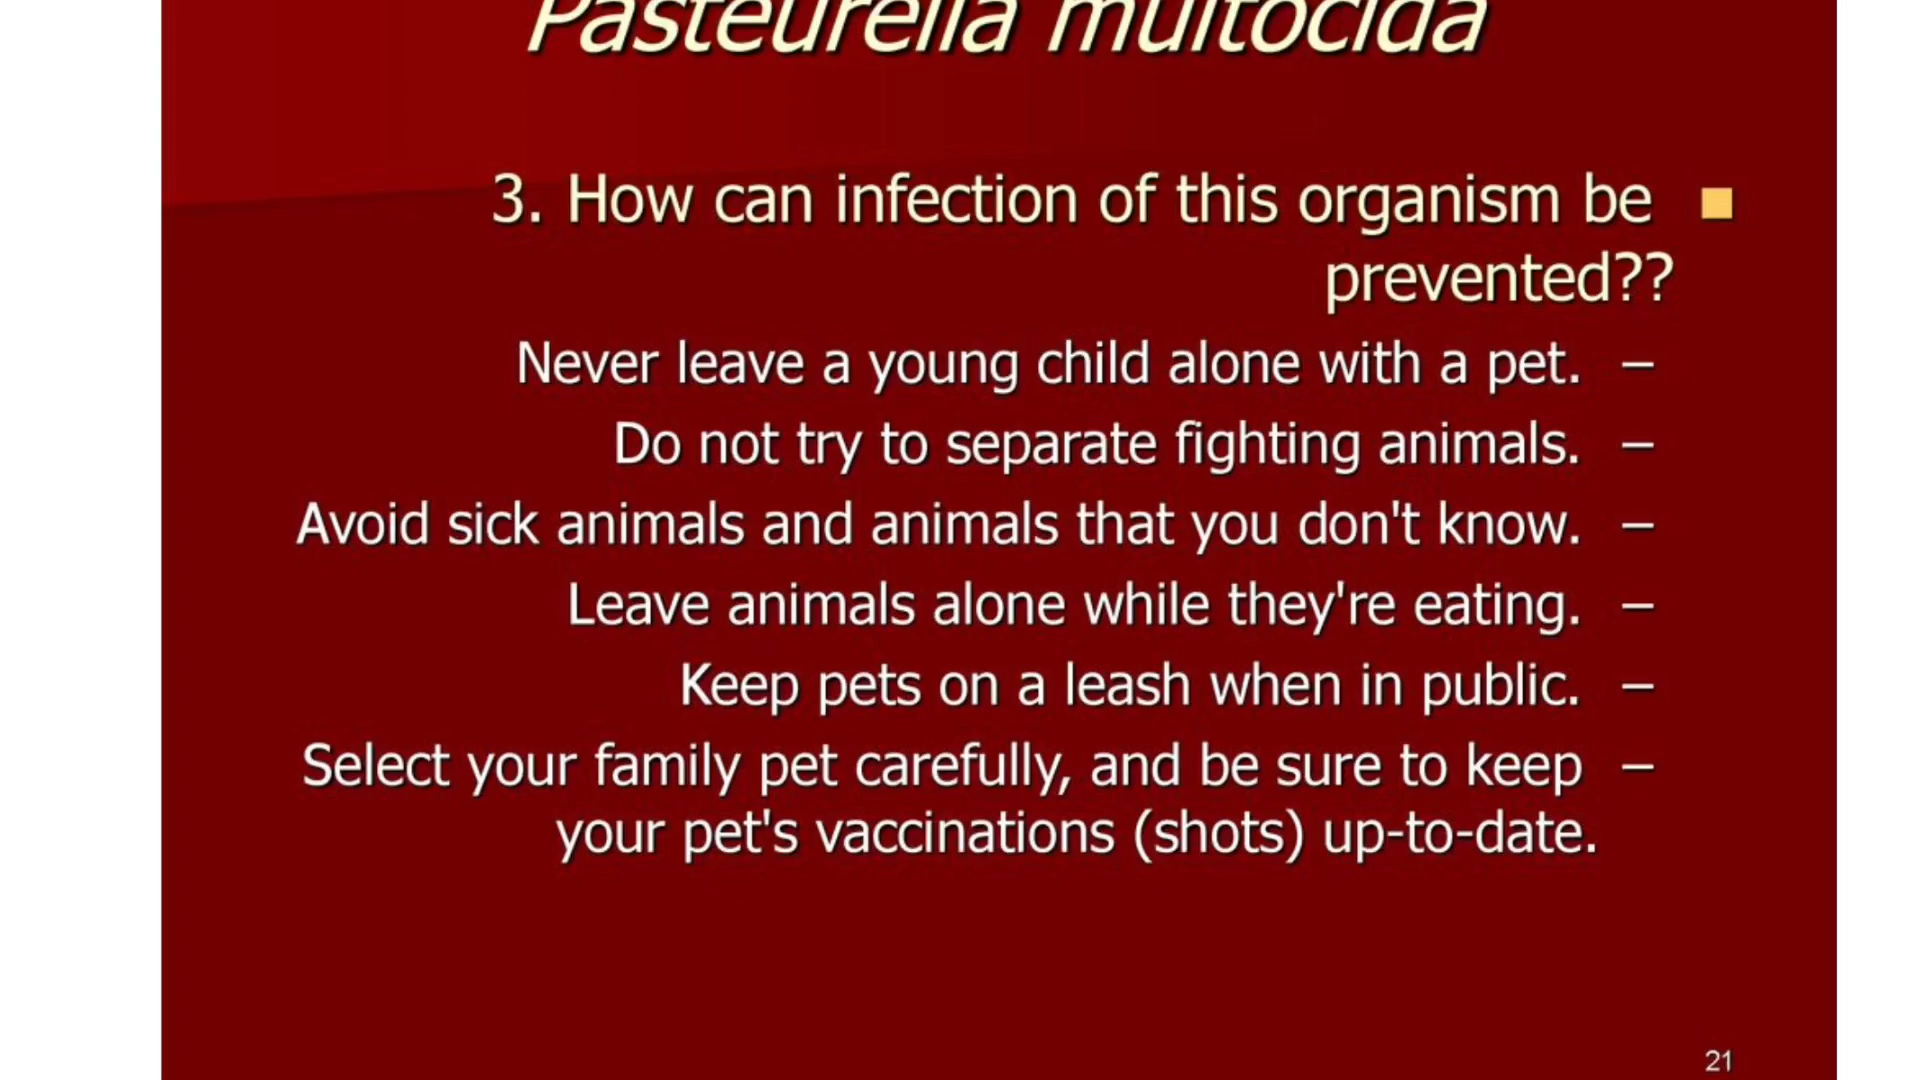 Pasteurella multocida
3. How can infection of this organism be
prevented??
Never leave a young child alone with a pet. –
Do not try to separate fighting animals. –
Avoid sick animals and animals that you don't know. –
Leave animals alone while they're eating. –
Keep pets on a leash when in public. –
Select your family pet carefully, and be sure to keep –
your pet's vaccinations (shots) up-to-date.
21